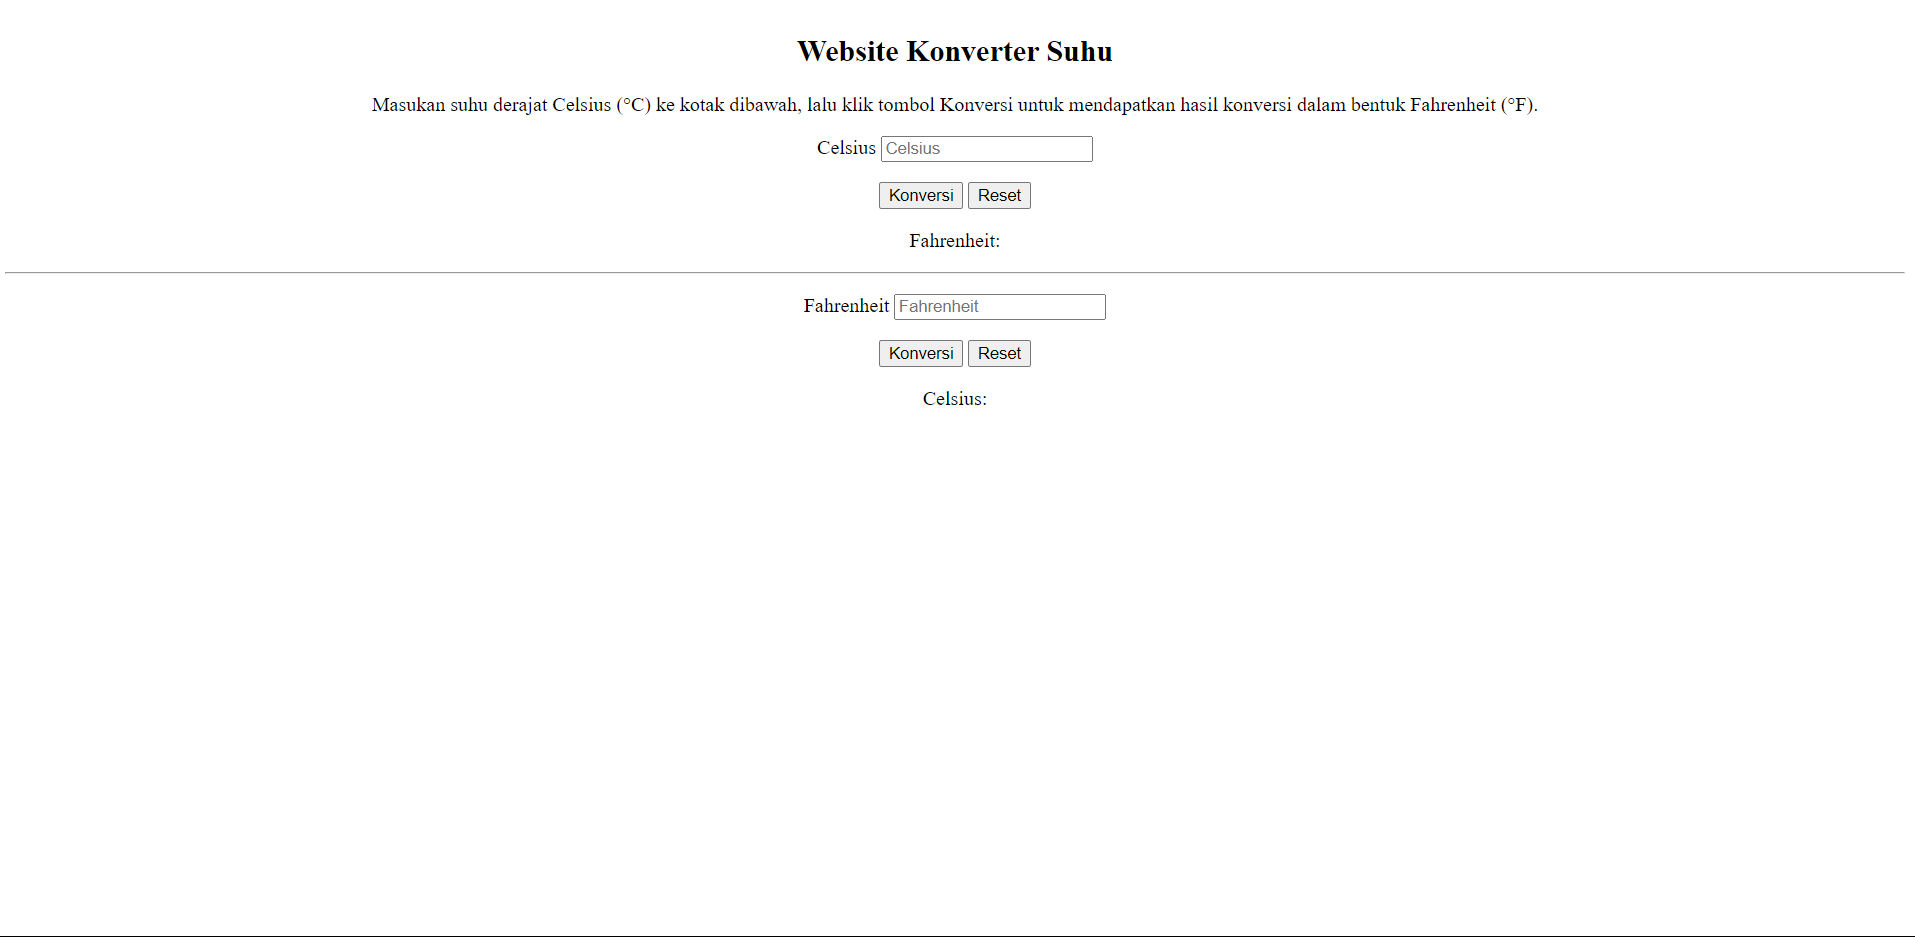 Website Konverter Suhu
Masukan suhu derajat Celsius (°C) ke kotak dibawah, lalu klik tombol Konversi untuk mendapatkan hasil konversi dalam bentuk Fahrenheit (°F).
Celsius Celsius
Konversi Reset
Fahrenheit:
Fahrenheit Fahrenheit
Konversi Reset
Celsius: